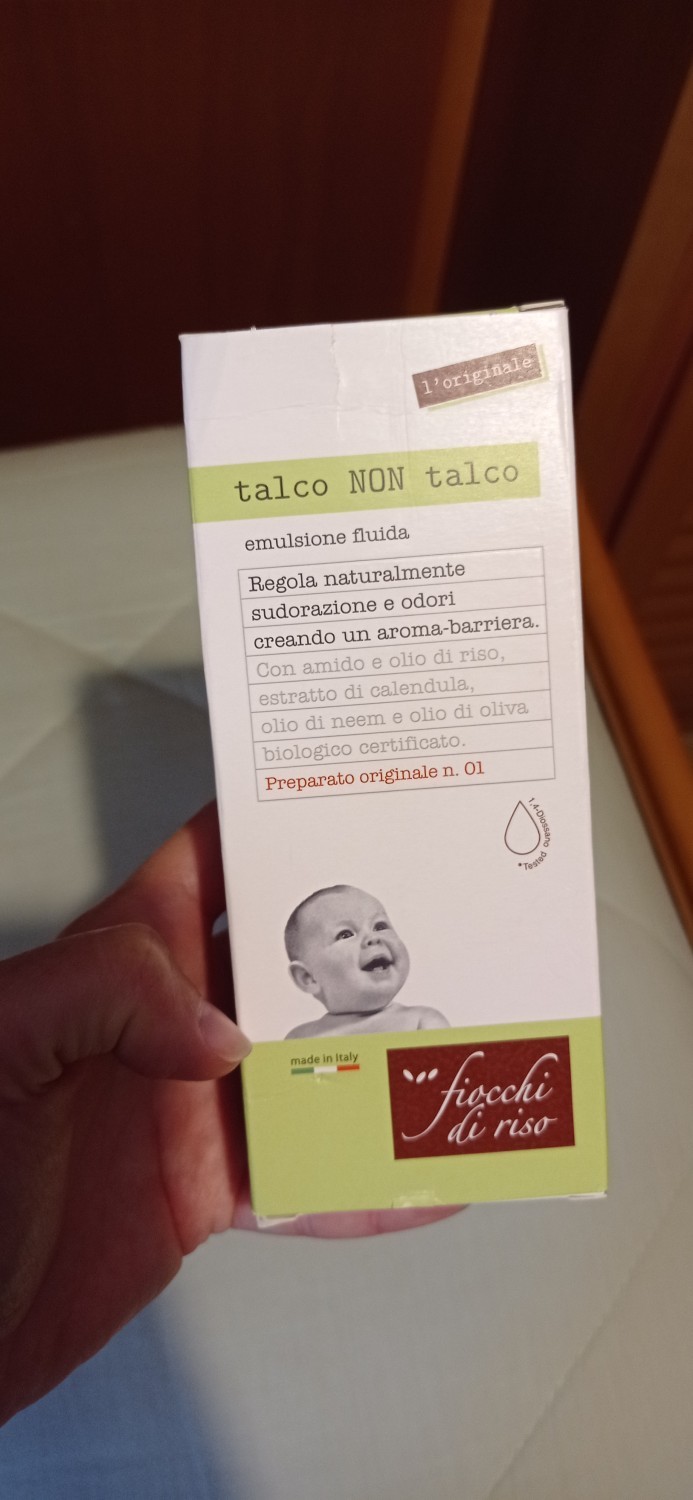 l'originale
talco NON talco
emulsione fluida
Regola naturalmente
sudorazione e odori
creando un aroma-barriera.
Con amido e olio di riso,
estratto di calendula,
olio di neem e olio di oliva
biologico certificato.
Preparato originale n. 01
1,4-Diossano
*Tested
made in Italy
fiocchi
di riso